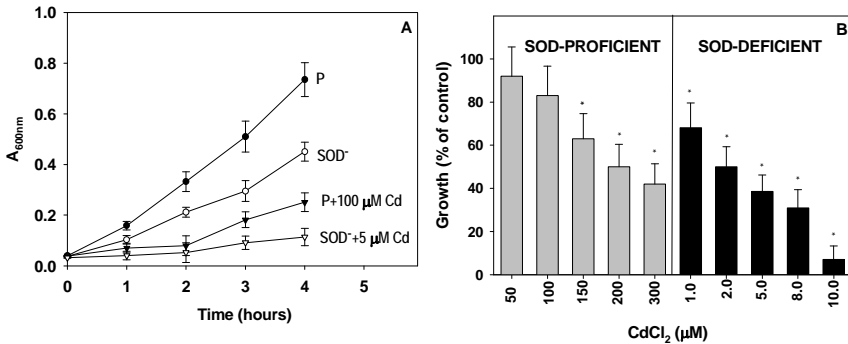 A
1.0
0.8
0.6
0.4
0.2
0.0
A600nm
P
SOD-
P+100 μM Cd
SOD-+5 μM Cd
0 1 2 3 4 5
Time (hours)
B
SOD-PROFICIENT SOD-DEFICIENT
100
80
60
40
20
0
Growth (% of control)
* * * * * * * *
50 100 150 200 300 1.0 2.0 5.0 8.0 10.0
CdCl2 (μM)